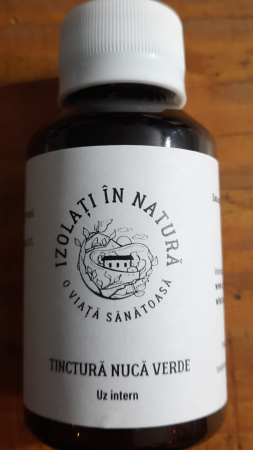 IZOLAȚI ÎN NATURĂ
O VIAȚĂ SĂNĂTOASĂ
TINCTURĂ NUCĂ VERDE
Uz intern